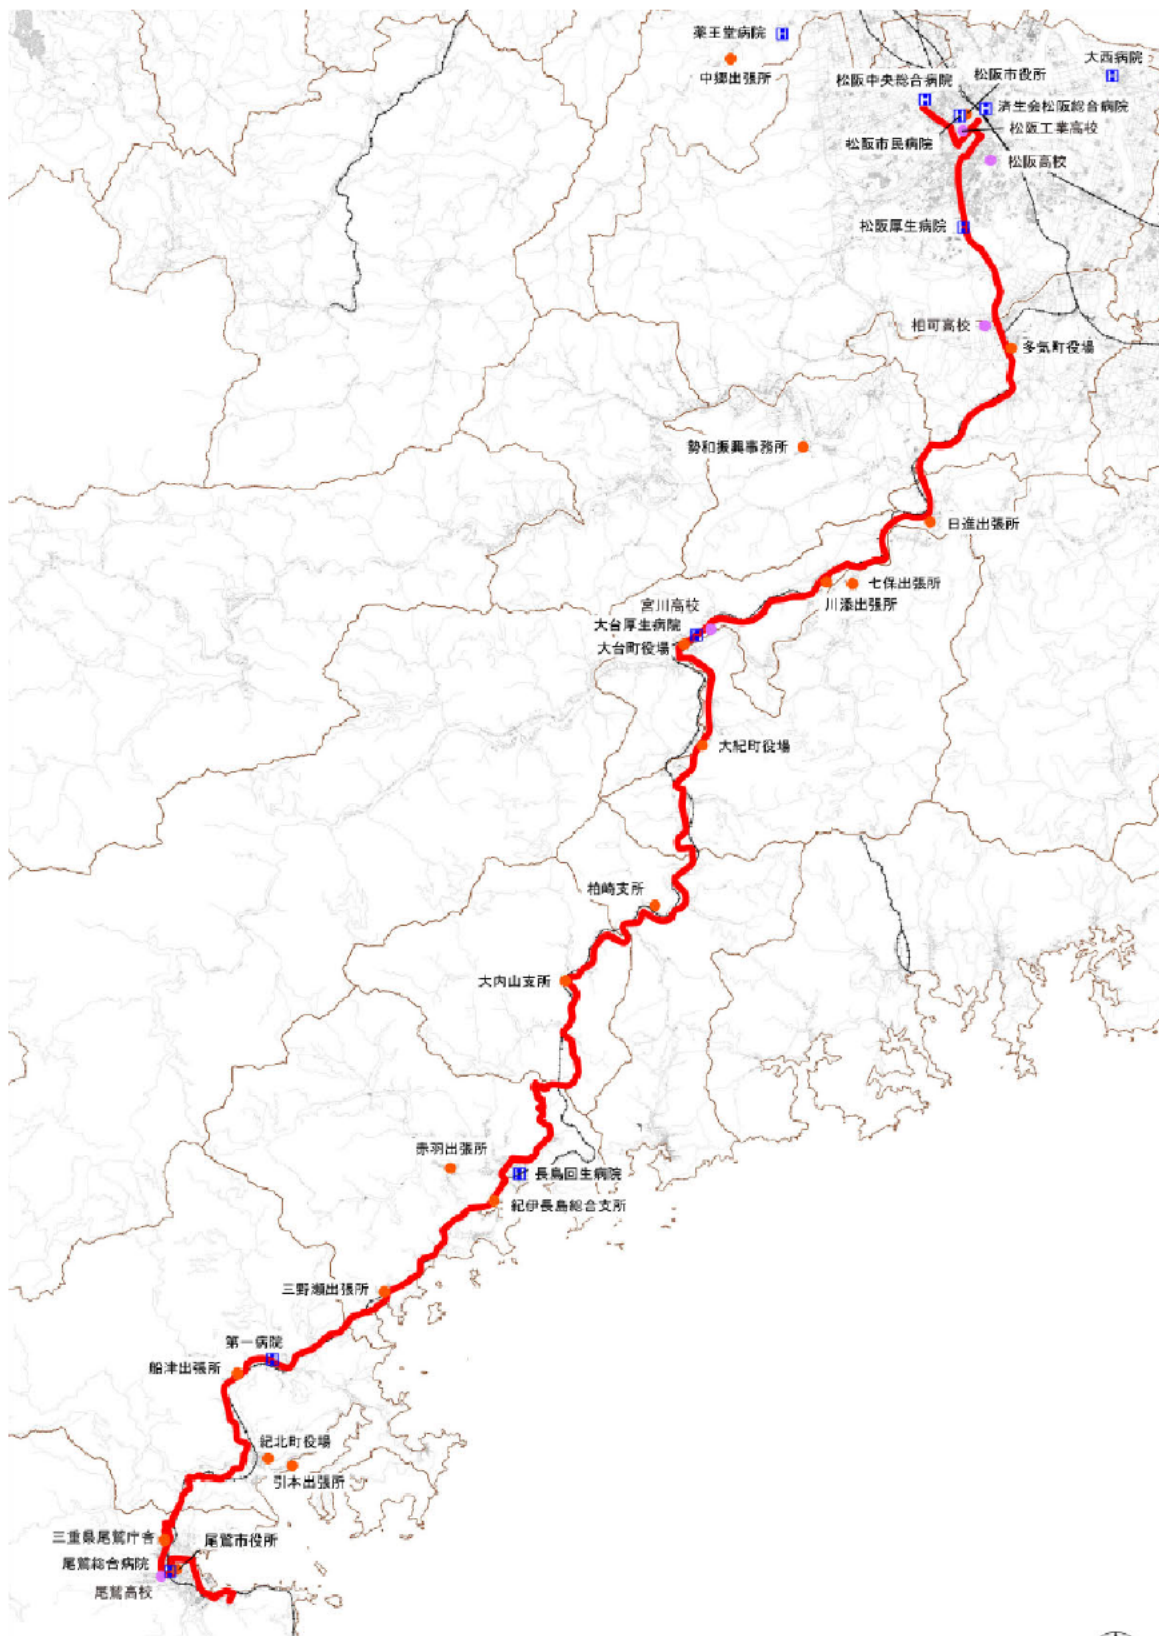 薬王堂病院
中郷出張所
大西病院
松阪市役所
松阪中央総合病院
済生会松阪総合病院
松阪工業高校
松阪市民病院
松阪高校
松阪厚生病院
相可高校
多気町役場
勢和振興事務所
日進出張所
七保出張所
川添出張所
宮川高校
大台厚生病院
大台町役場
大紀町役場
柏崎支所
大内山支所
赤羽出張所
長島回生病院
紀伊長島総合支所
三野瀬出張所
第一病院
船津出張所
紀北町役場
引本出張所
三重県尾鷲庁舎
尾鷲市役所
尾鷲総合病院
尾鷲高校